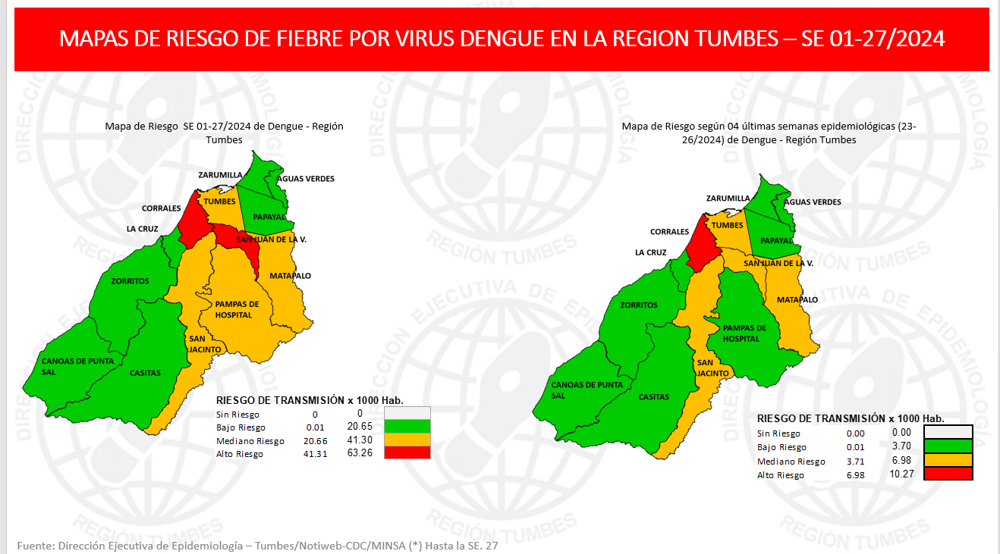 MAPAS DE RIESGO DE FIEBRE POR VIRUS DENGUE EN LA REGION TUMBES – SE 01-27/2024
Mapa de Riesgo SE 01-27/2024 de Dengue - Región
Tumbes
ZARUMILLA
AGUAS VERDES
TUMBES
CORRALES
PAPAYAL
LA CRUZ
SAN JUAN DE LA V.
MATAPALO
ZORRITOS
PAMPAS DE
HOSPITAL
SAN
JACINTO
CANOAS DE PUNTA
SAL
CASITAS
RIESGO DE TRANSMISIÓN x 1000 Hab.
Sin Riesgo 0 0
Bajo Riesgo 0.01 20.65
Mediano Riesgo 20.66 41.30
Alto Riesgo 41.31 63.26
Mapa de Riesgo según 04 últimas semanas epidemiológicas (23-
26/2024) de Dengue - Región Tumbes
ZARUMILLA
AGUAS VERDES
TUMBES
CORRALES
PAPAYAL
LA CRUZ
SAN JUAN DE LA V.
MATAPALO
ZORRITOS
PAMPAS DE
HOSPITAL
SAN
JACINTO
CANOAS DE PUNTA
SAL
CASITAS
RIESGO DE TRANSMISIÓN x 1000 Hab.
Sin Riesgo 0.00 0.00
Bajo Riesgo 0.01 3.70
Mediano Riesgo 3.71 6.98
Alto Riesgo 6.98 10.27
REGIÓN TUMBES
REGIÓN TUMBES
REGIÓN TUMBES
Fuente: Dirección Ejecutiva de Epidemiología – Tumbes/Notiweb-CDC/MINSA (*) Hasta la SE. 27